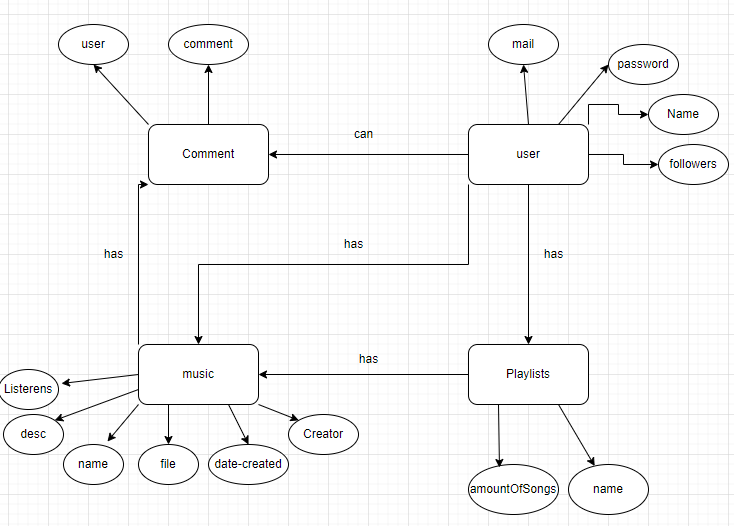 user
comment
mail
password
Name
followers
Comment
can
user
has
has
has
music
has
Playlists
Listerens
desc
name
file
date-created
Creator
amountOfSongs
name